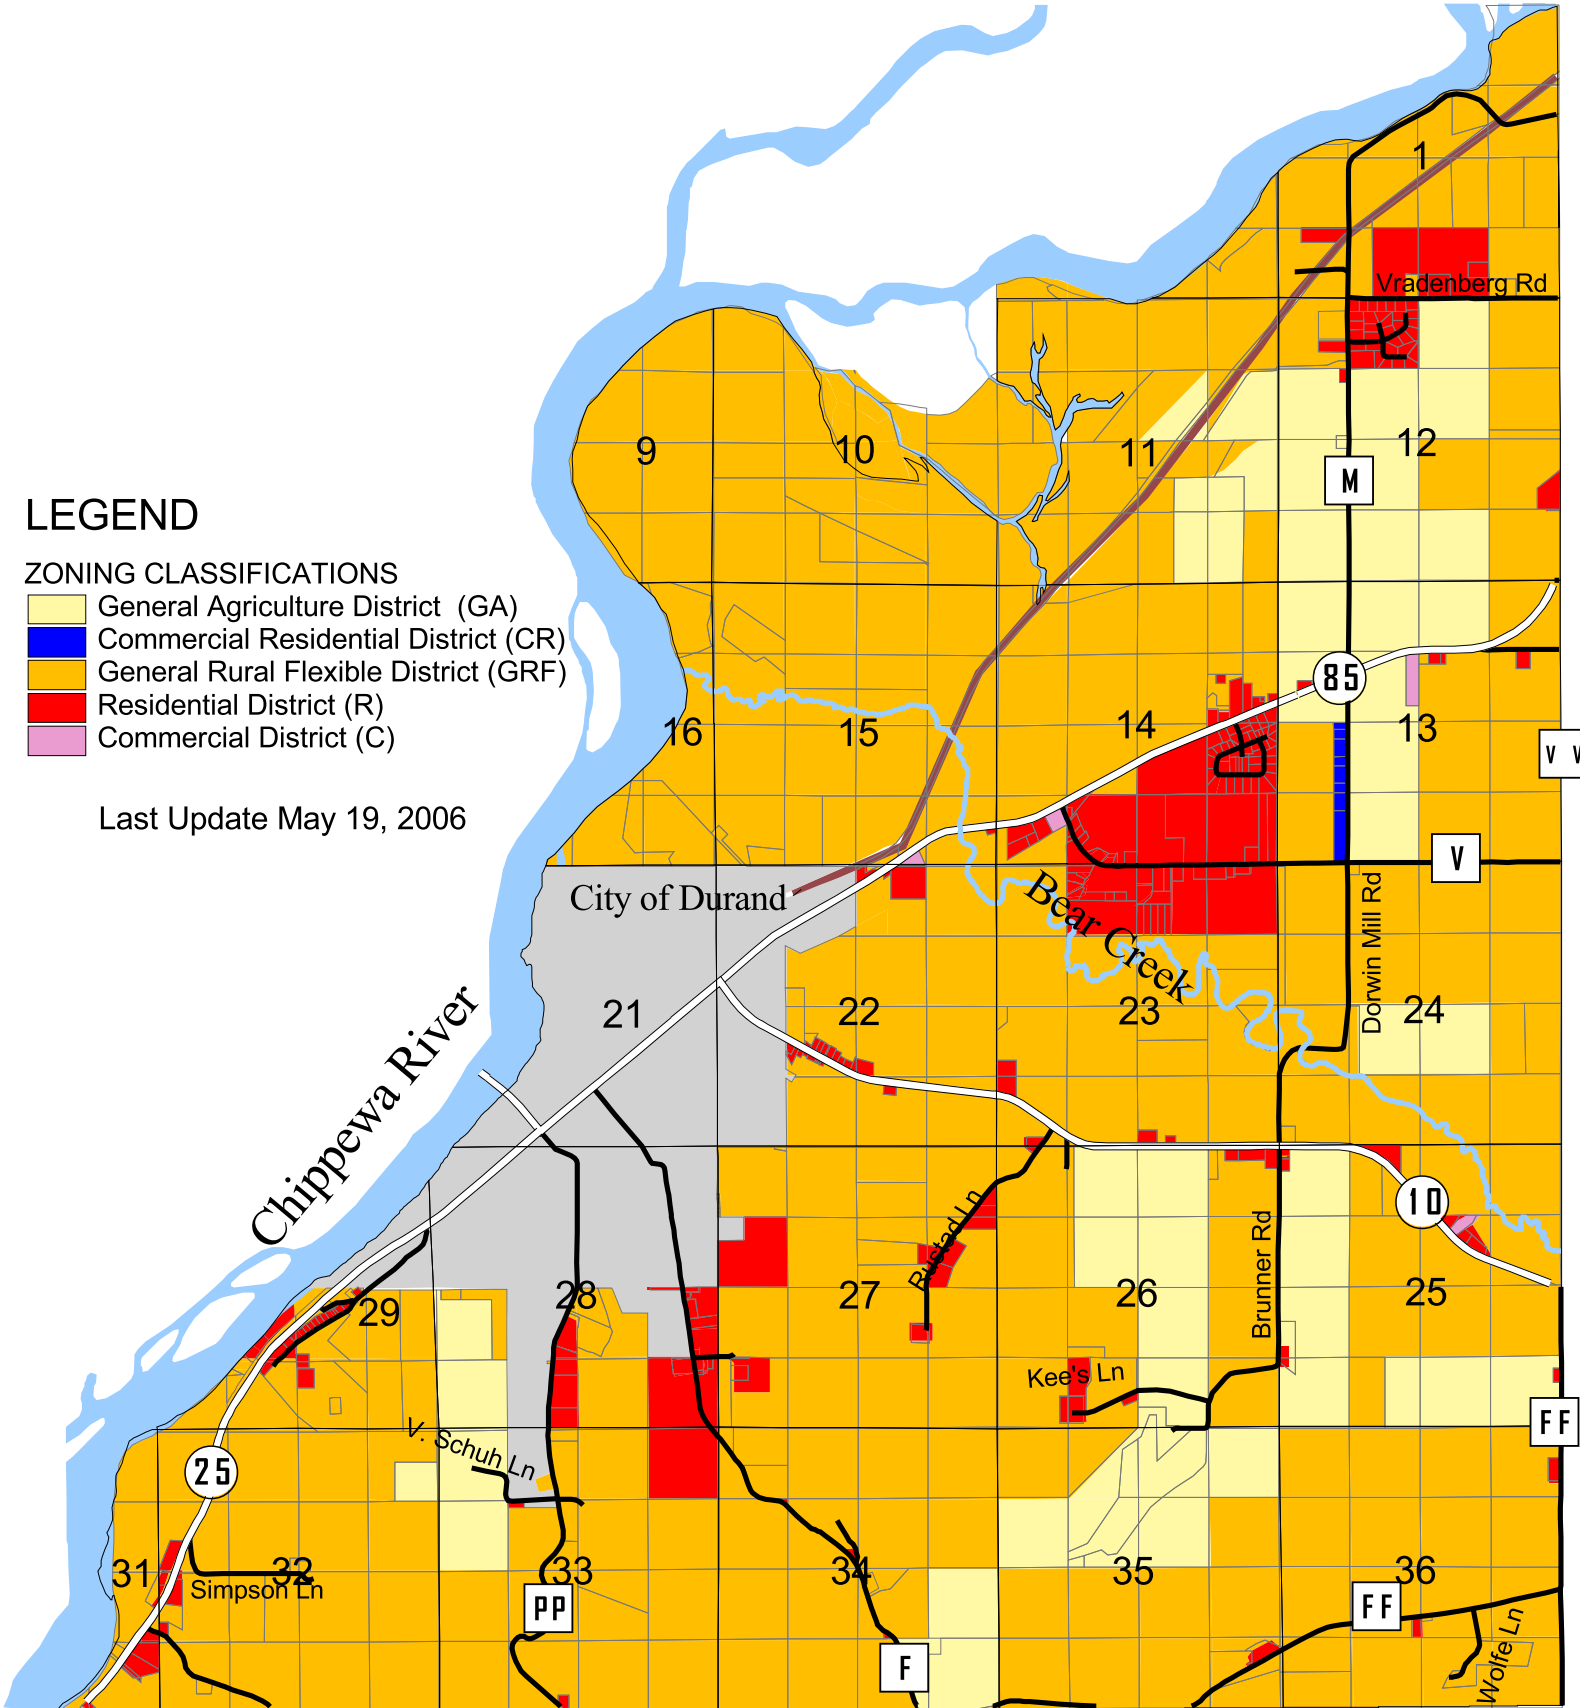 1
Vradenberg Rd
9
10
11
12
M
LEGEND
ZONING CLASSIFICATIONS
General Agriculture District (GA)
Commercial Residential District (CR)
General Rural Flexible District (GRF)
Residential District (R)
Commercial District (C)
Last Update May 19, 2006
85
16
15
14
13
V V
V
City of Durand
Bear Creek
Dorwin Mill Rd
21
22
23
24
Chippewa River
10
Rustad Ln
Brunner Rd
29
28
27
26
25
Kee's Ln
FF
V. Schuh Ln
25
31
32
33
34
35
36
Simpson Ln
PP
FF
F
Wolfe Ln